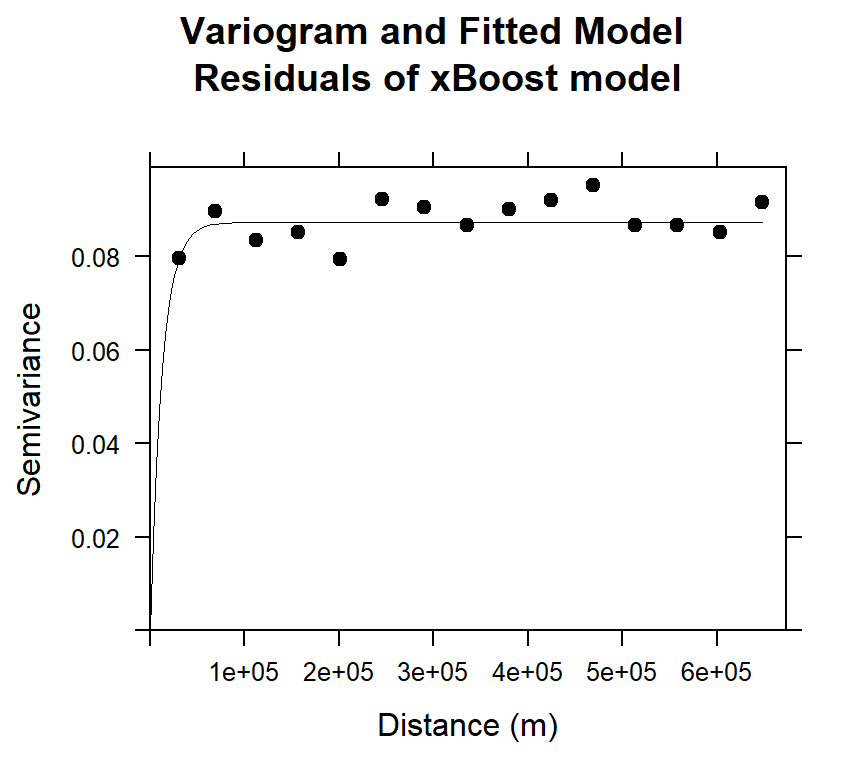 Variogram and Fitted Model
Residuals of xBoost model
Semivariance
0.08
0.06
0.04
0.02
1e+05 2e+05 3e+05 4e+05 5e+05 6e+05
Distance (m)